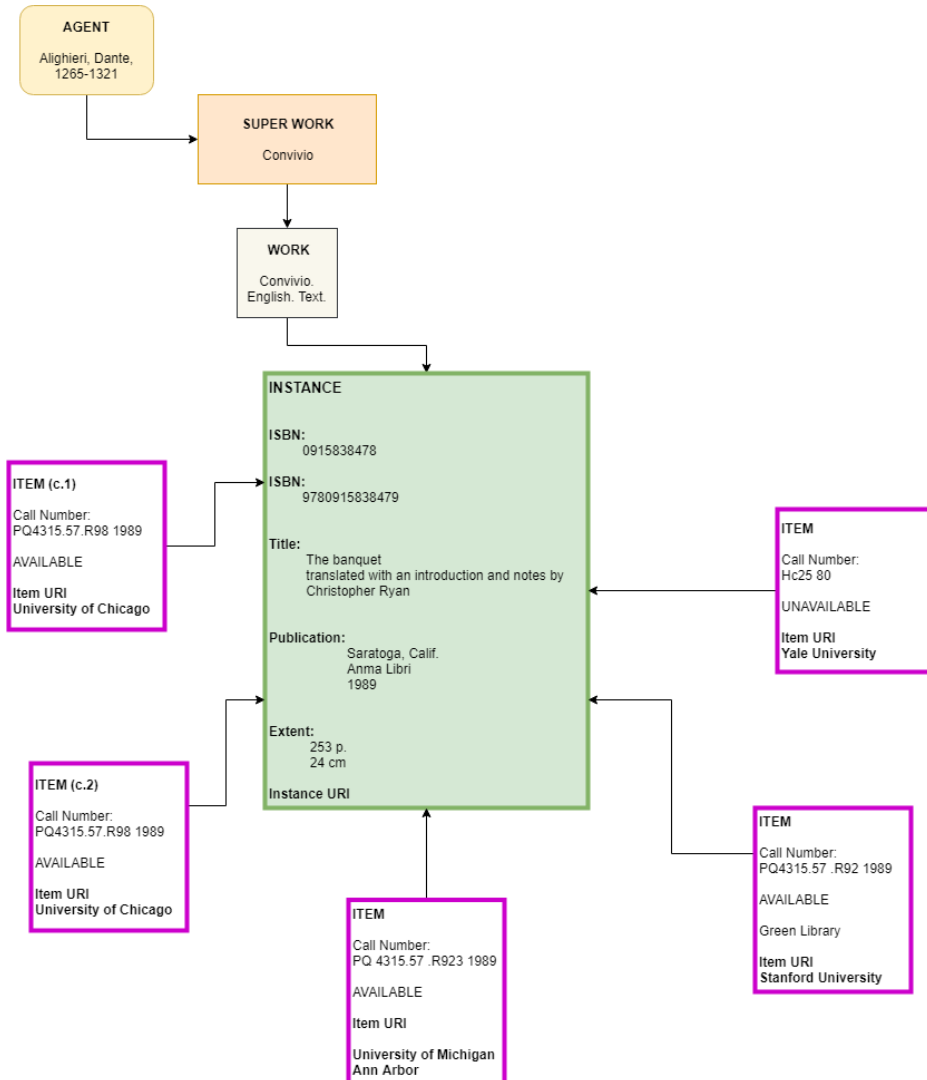 AGENT
Alighieri, Dante,
1265-1321
SUPER WORK
Convivio
WORK
Convivio.
English. Text.
INSTANCE
ISBN:
0915838478
ISBN:
9780915838479
Title:
The banquet
translated with an introduction and notes by
Christopher Ryan
Publication:
Saratoga, Calif.
Anma Libri
1989
Extent:
253 p.
24 cm
Instance URI
ITEM (c.1)
Call Number:
PQ4315.57.R98 1989
AVAILABLE
Item URI
University of Chicago
ITEM (c.2)
Call Number:
PQ4315.57.R98 1989
AVAILABLE
Item URI
University of Chicago
ITEM
Call Number:
PQ 4315.57 .R923 1989
AVAILABLE
Item URI
University of Michigan
Ann Arbor
ITEM
Call Number:
Hc25 80
UNAVAILABLE
Item URI
Yale University
ITEM
Call Number:
PQ4315.57 .R92 1989
AVAILABLE
Green Library
Item URI
Stanford University